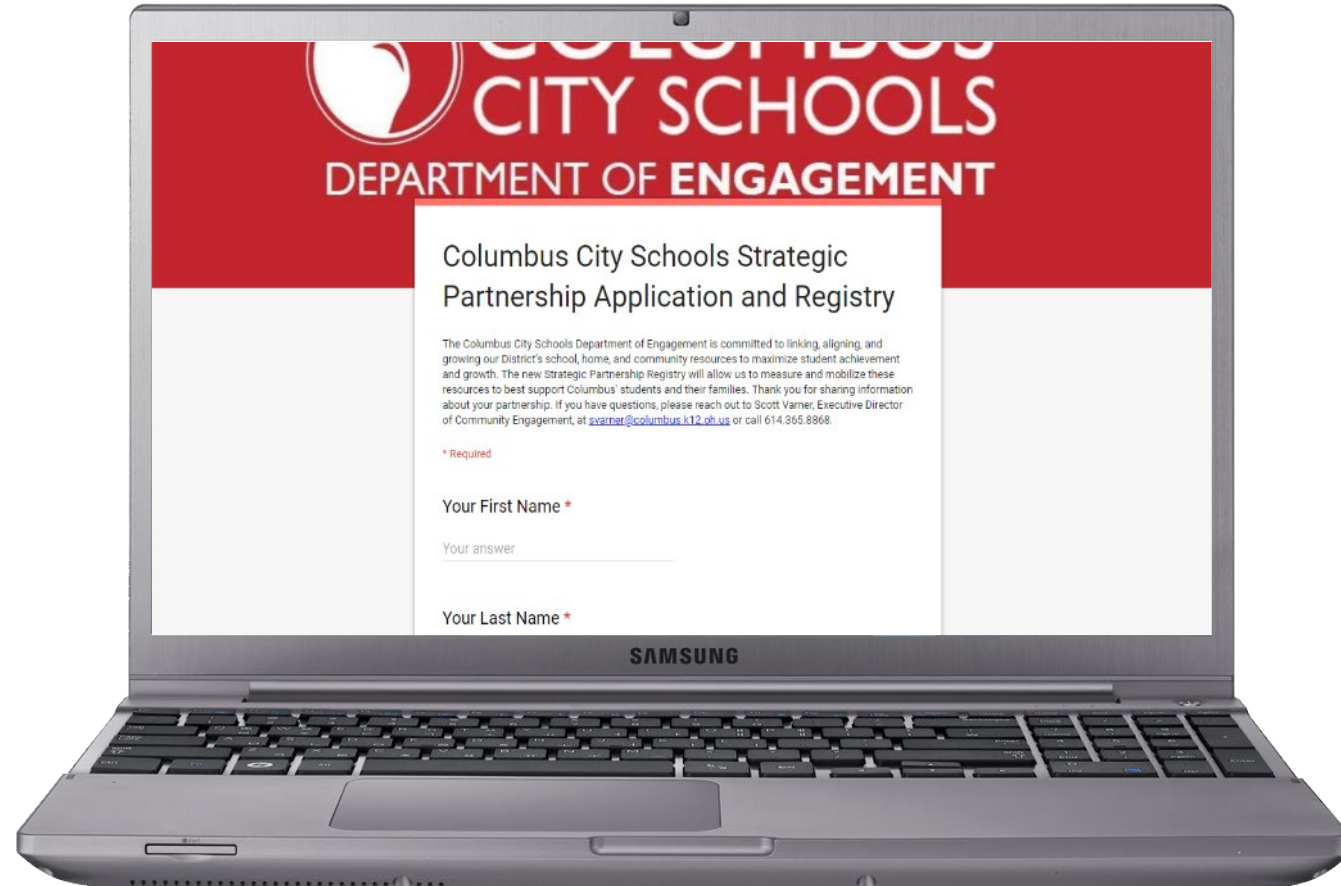 COLUMBUS
CITY SCHOOLS
DEPARTMENT OF ENGAGEMENT
Columbus City Schools Strategic
Partnership Application and Registry
The Columbus City Schools Department of Engagement is committed to linking, aligning, and
growing our District's school, home, and community resources to maximize student achievement
and growth. The new Strategic Partnership Registry will allow us to measure and mobilize these
resources to best support Columbus' students and their families. Thank you for sharing information
about your partnership. If you have questions, please reach out to Scott Varner, Executive Director
of Community Engagement, at svarner@columbus.k12.oh.us or call 614.365.8868.
* Required
Your First Name *
Your answer
Your Last Name *
SAMSUNG